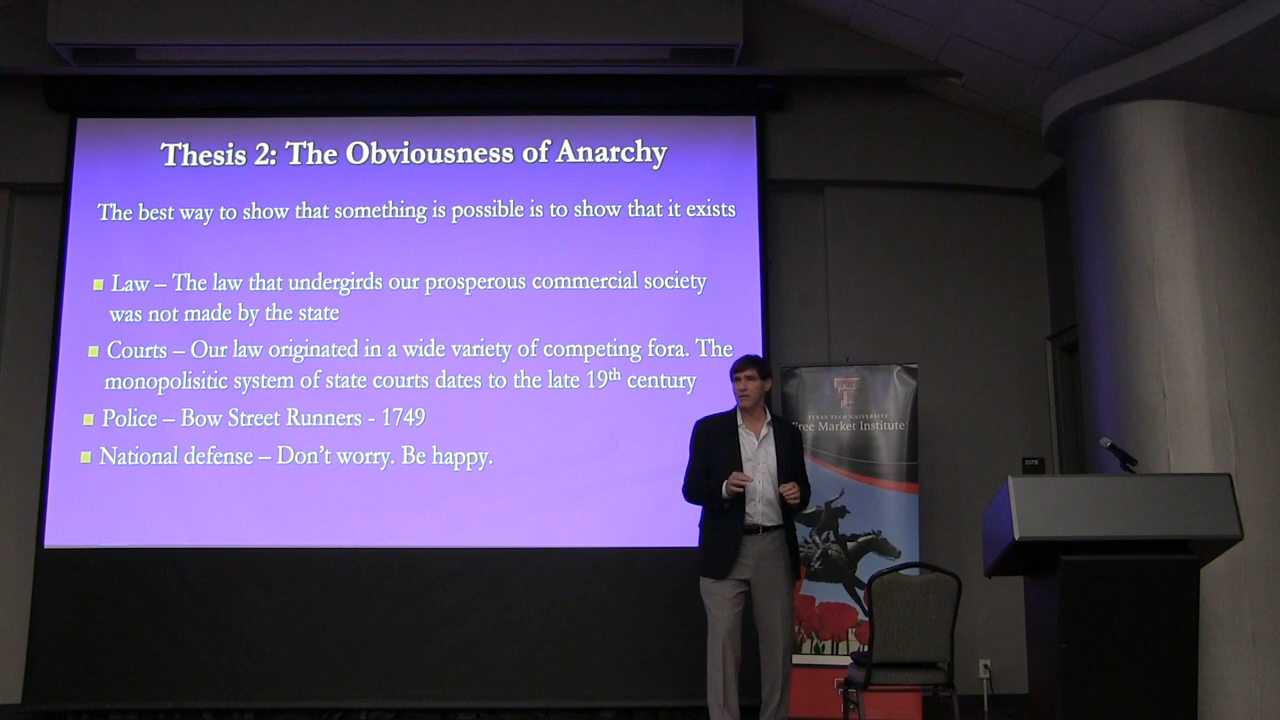 Thesis 2: The Obviousness of Anarchy
The best way to show that something is possible is to show that it exists
Law – The law that undergirds our prosperous commercial society
was not made by the state
Courts – Our law originated in a wide variety of competing fora. The
monopolisitic system of state courts dates to the late 19th century
Police – Bow Street Runners - 1749
National defense – Don't worry. Be happy.
TEXAS TECH UNIVERSITY
Free Market Institute